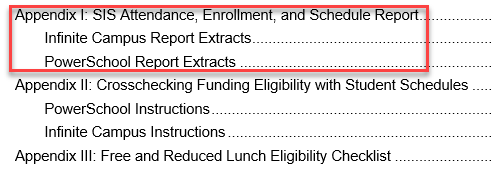 Appendix I: SIS Attendance, Enrollment, and Schedule Report
Infinite Campus Report Extracts
PowerSchool Report Extracts
Appendix II: Crosschecking Funding Eligibility with Student Schedules
PowerSchool Instructions
Infinite Campus Instructions
Appendix III: Free and Reduced Lunch Eligibility Checklist